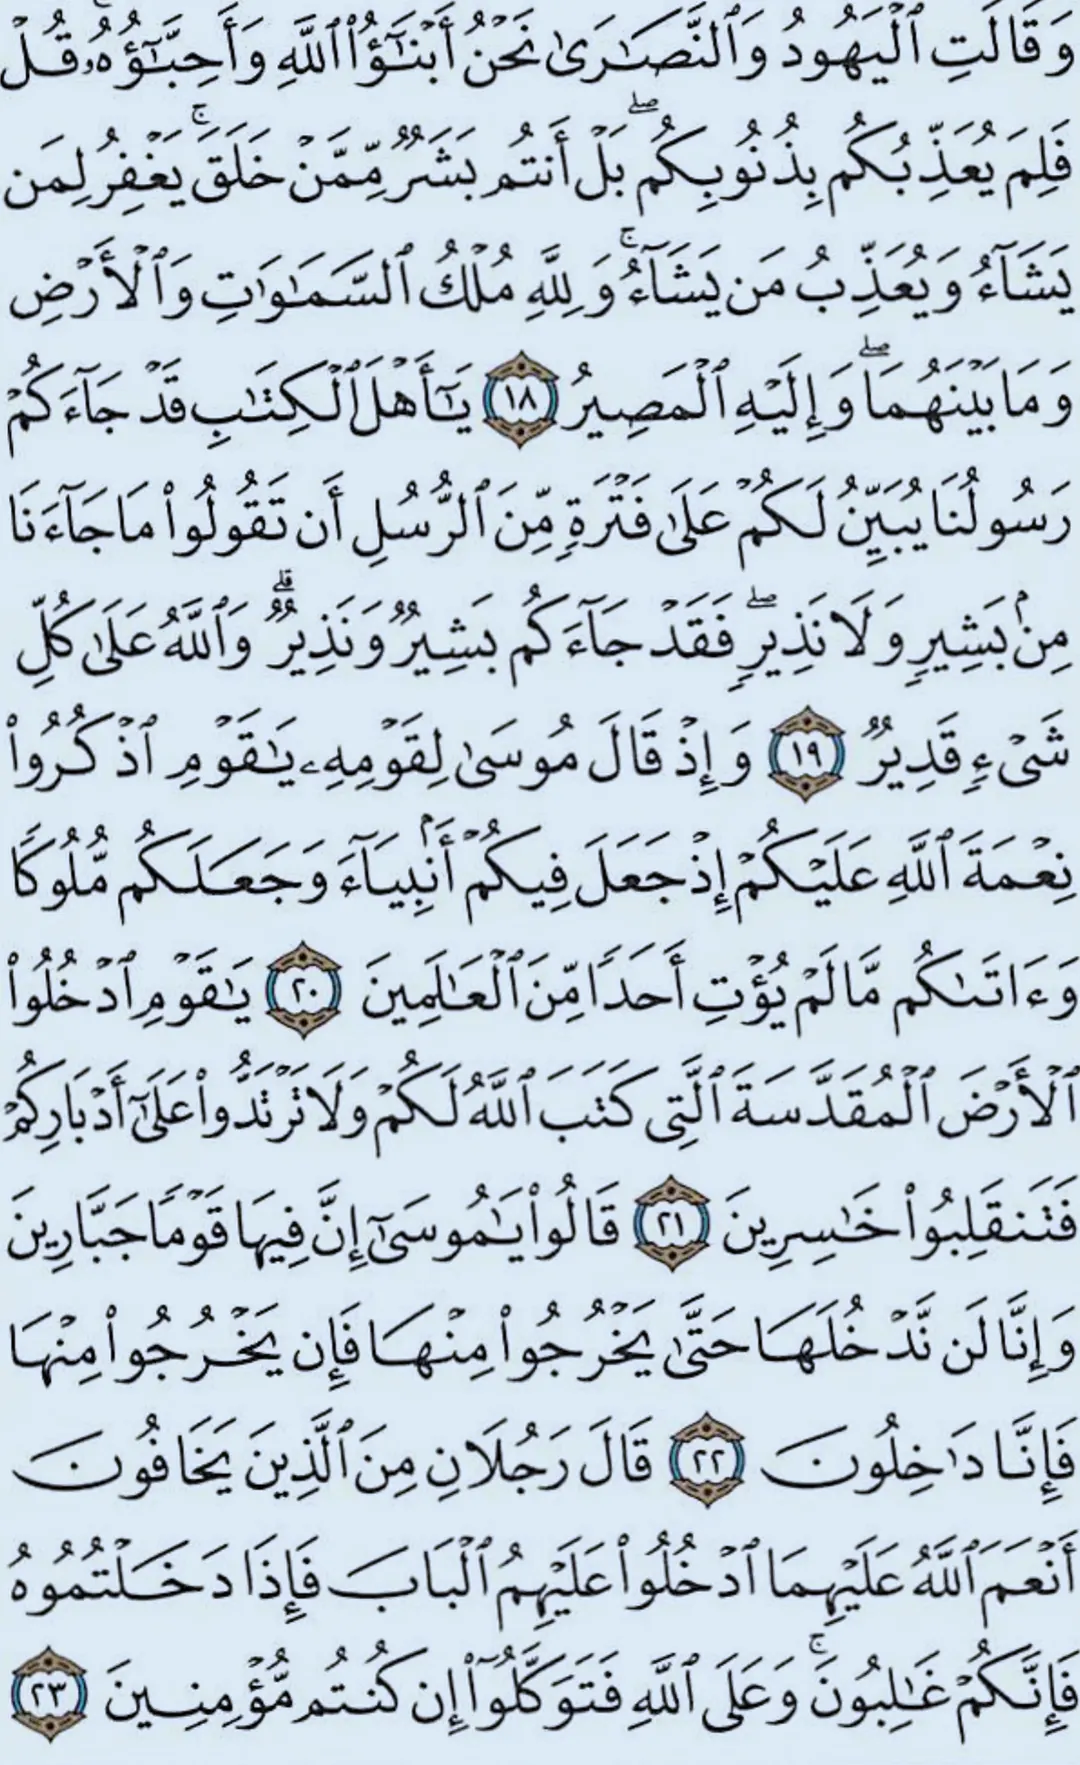 وَقَالَتِ ٱلْيَهُودُ وَٱلنَّصَٰرَىٰ نَحْنُ أَبْنَٰٓؤُا۟ ٱللَّهِ وَأَحِبَّٰٓؤُهُۥ ۚ قُلْ
فَلِمَ يُعَذِّبُكُم بِذُنُوبِكُم ۖ بَلْ أَنتُم بَشَرٌ مِّمَّنْ خَلَقَ ۚ يَغْفِرُ لِمَن
يَشَآءُ وَيُعَذِّبُ مَن يَشَآءُ ۚ وَلِلَّهِ مُلْكُ ٱلسَّمَٰوَٰتِ وَٱلْأَرْضِ
وَمَا بَيْنَهُمَا ۖ وَإِلَيْهِ ٱلْمَصِيرُ ١٨ يَٰٓأَهْلَ ٱلْكِتَٰبِ قَدْ جَآءَكُمْ
رَسُولُنَا يُبَيِّنُ لَكُمْ عَلَىٰ فَتْرَةٍ مِّنَ ٱلرُّسُلِ أَن تَقُولُوا۟ مَا جَآءَنَا
مِنۢ بَشِيرٍ وَلَا نَذِيرٍ ۖ فَقَدْ جَآءَكُم بَشِيرٌ وَنَذِيرٌ ۗ وَٱللَّهُ عَلَىٰ كُلِّ
شَىْءٍ قَدِيرٌ ١٩ وَإِذْ قَالَ مُوسَىٰ لِقَوْمِهِۦ يَٰقَوْمِ ٱذْكُرُوا۟
نِعْمَةَ ٱللَّهِ عَلَيْكُمْ إِذْ جَعَلَ فِيكُمْ أَنۢبِيَآءَ وَجَعَلَكُم مُّلُوكًا
وَءَاتَىٰكُم مَّا لَمْ يُؤْتِ أَحَدًا مِّنَ ٱلْعَٰلَمِينَ ٢٠ يَٰقَوْمِ ٱدْخُلُوا۟
ٱلْأَرْضَ ٱلْمُقَدَّسَةَ ٱلَّتِى كَتَبَ ٱللَّهُ لَكُمْ وَلَا تَرْتَدُّوا۟ عَلَىٰٓ أَدْبَارِكُمْ
فَتَنقَلِبُوا۟ خَٰسِرِينَ ٢١ قَالُوا۟ يَٰمُوسَىٰٓ إِنَّ فِيهَا قَوْمًا جَبَّارِينَ
وَإِنَّا لَن نَّدْخُلَهَا حَتَّىٰ يَخْرُجُوا۟ مِنْهَا فَإِن يَخْرُجُوا۟ مِنْهَا
فَإِنَّا دَٰخِلُونَ ٢٢ قَالَ رَجُلَانِ مِنَ ٱلَّذِينَ يَخَافُونَ
أَنْعَمَ ٱللَّهُ عَلَيْهِمَا ٱدْخُلُوا۟ عَلَيْهِمُ ٱلْبَابَ فَإِذَا دَخَلْتُمُوهُ
فَإِنَّكُمْ غَٰلِبُونَ ۚ وَعَلَى ٱللَّهِ فَتَوَكَّلُوٓا۟ إِن كُنتُم مُّؤْمِنِينَ ٢٣